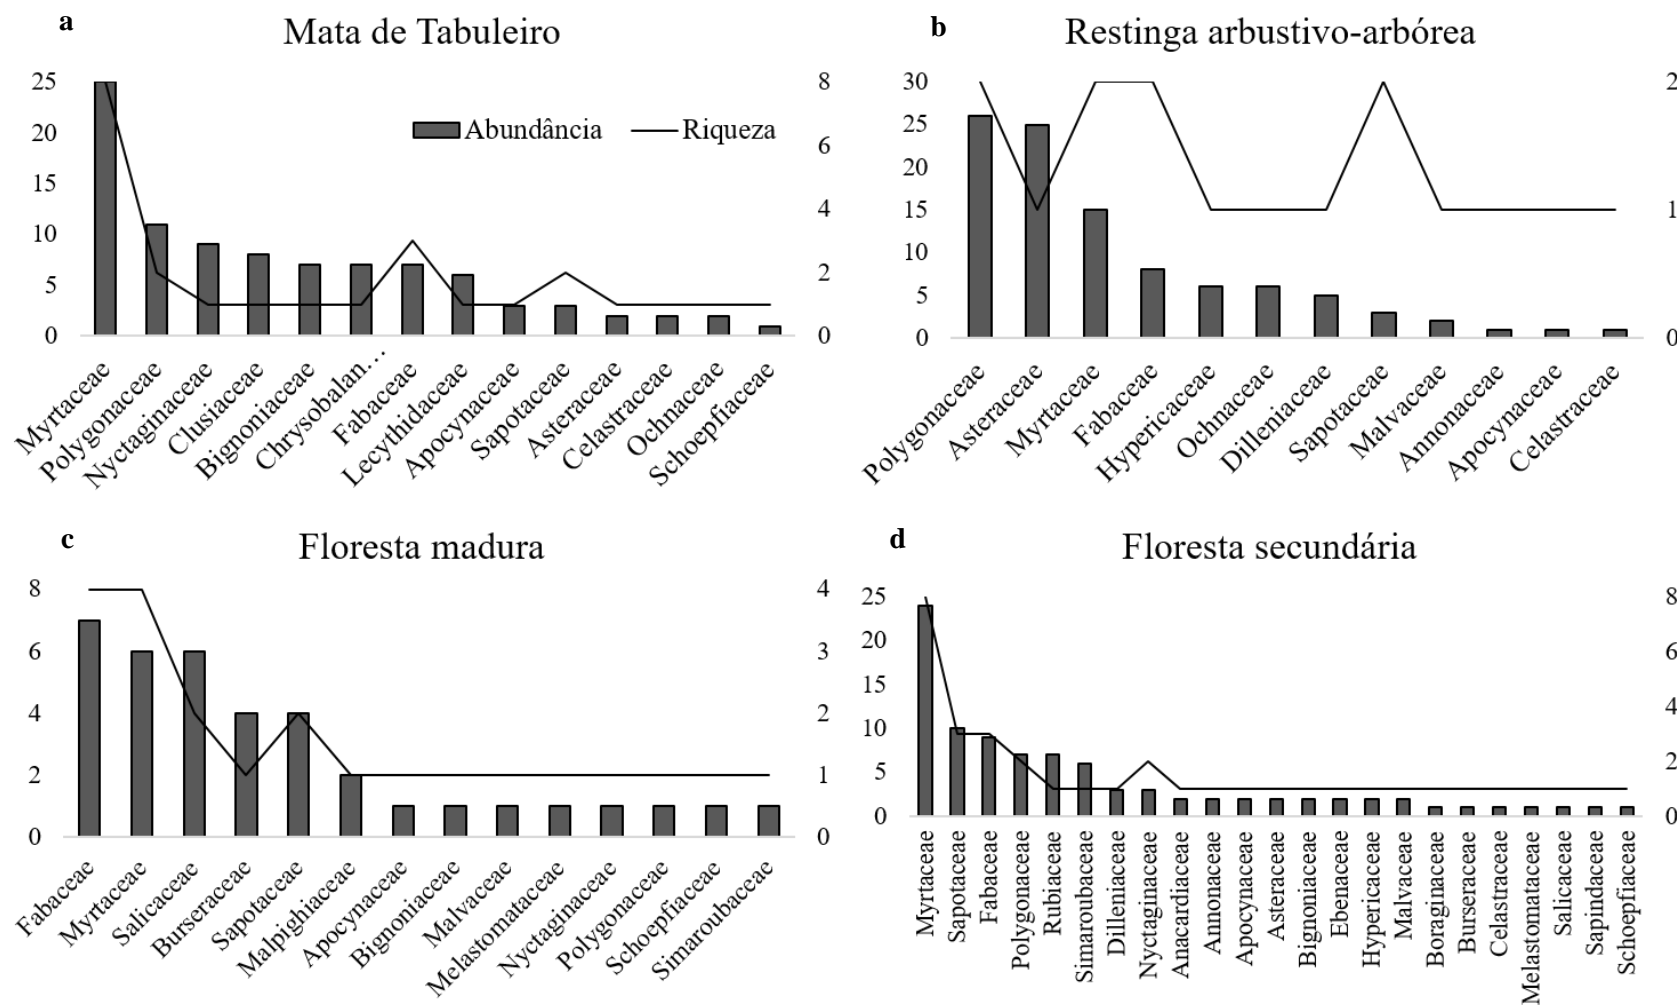 a
Mata de Tabuleiro
25
20
15
10
5
0
8
6
4
2
0
Abundância
Riqueza
Myrtaceae
Polygonaceae
Nyctaginaceae
Clusiaceae
Bignoniaceae
Chrysobalan…
Fabaceae
Lecythidaceae
Apocynaceae
Sapotaceae
Asteraceae
Celastraceae
Ochnaceae
Schoepfiaceae
b
Restinga arbustivo-arbórea
30
25
20
15
10
5
0
2
1
0
Polygonaceae
Asteraceae
Myrtaceae
Fabaceae
Hypericaceae
Ochnaceae
Dilleniaceae
Sapotaceae
Malvaceae
Annonaceae
Apocynaceae
Celastraceae
c
Floresta madura
8
6
4
2
0
4
3
2
1
0
Fabaceae
Myrtaceae
Salicaceae
Burseraceae
Sapotaceae
Malpighiaceae
Apocynaceae
Bignoniaceae
Malvaceae
Melastomataceae
Nyctaginaceae
Polygonaceae
Schoepfiaceae
Simaroubaceae
d
Floresta secundária
25
20
15
10
5
0
8
6
4
2
0
Myrtaceae
Sapotaceae
Fabaceae
Polygonaceae
Rubiaceae
Simaroubaceae
Dilleniaceae
Nyctaginaceae
Anacardiaceae
Annonaceae
Apocynaceae
Asteraceae
Bignoniaceae
Ebenaceae
Hypericaceae
Malvaceae
Boraginaceae
Burseraceae
Celastraceae
Melastomataceae
Salicaceae
Sapindaceae
Schoepfiaceae